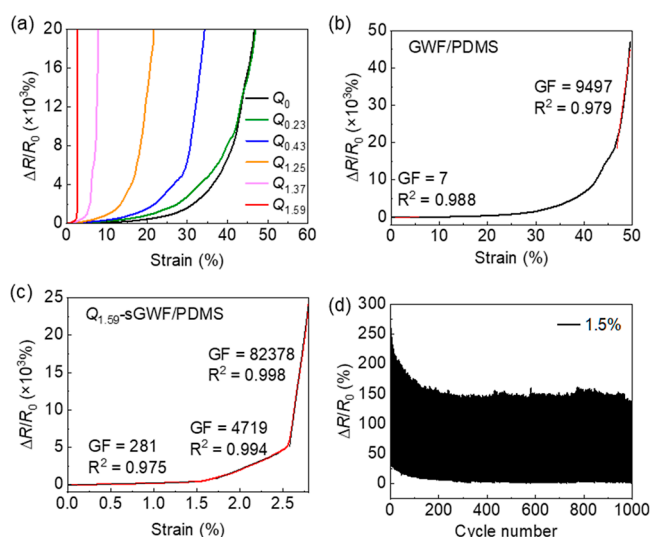 (a)
20
16
12
8
4
0
ΔR/R0 (×10³%)
0 10 20 30 40 50 60
Strain (%)
Q0
Q0.23
Q0.43
Q1.25
Q1.37
Q1.59
(b)
GWF/PDMS
50
40
30
20
10
0
ΔR/R0 (×10³%)
GF = 9497
R² = 0.979
GF = 7
R² = 0.988
0 10 20 30 40 50
Strain (%)
(c)
Q1.59-sGWF/PDMS
25
20
15
10
5
0
ΔR/R0 (×10³%)
GF = 82378
R² = 0.998
GF = 4719
R² = 0.994
GF = 281
R² = 0.975
0.0 0.5 1.0 1.5 2.0 2.5
Strain (%)
(d)
300
250
200
150
100
50
0
ΔR/R0 (%)
1.5%
0 200 400 600 800 1000
Cycle number